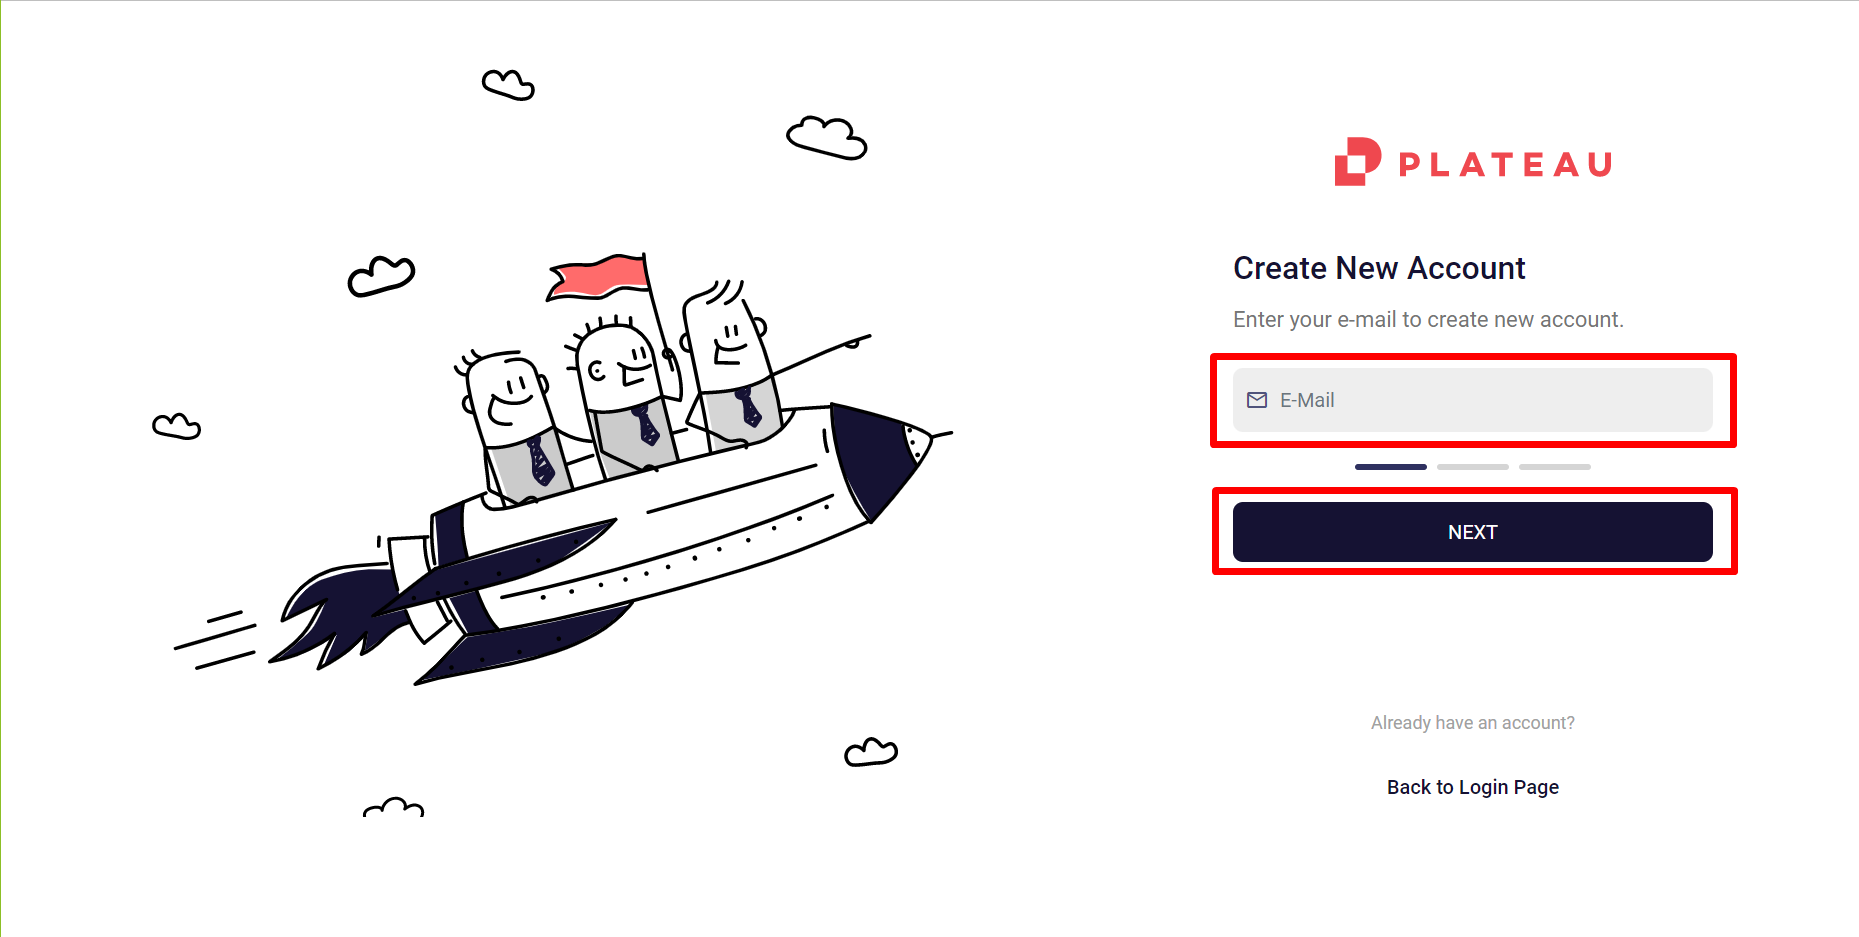 PLATEAU
Create New Account
Enter your e-mail to create new account.
E-Mail
NEXT
Already have an account?
Back to Login Page